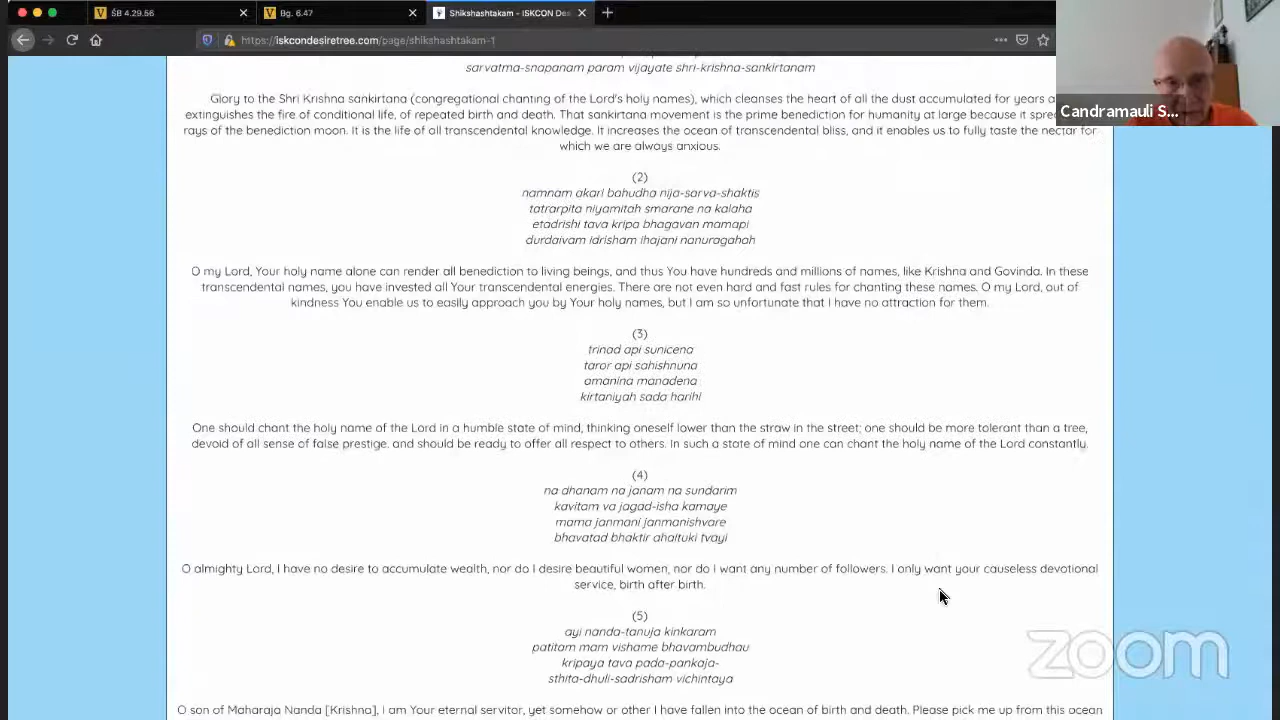 ŚB 4.29.56
Bg. 6.47
Shikshashtakam – ISKCON Des
https://iskcondesiretree.com/page/shikshashtakam-1
Candramauli S...
sarvatma-snapanam param vijayate shri-krishna-sankirtanam
Glory to the Shri Krishna sankirtana (congregational chanting of the Lord's holy names), which cleanses the heart of all the dust accumulated for years
extinguishes the fire of conditional life, of repeated birth and death. That sankirtana movement is the prime benediction for humanity at large because it
rays of the benediction moon. It is the life of all transcendental knowledge. It increases the ocean of transcendental bliss, and it enables us to fully taste the nectar for
which we are always anxious.
(2)
namnam akari bahudha nija-sarva-shaktis
tatrarpita niyamitah smarane na kalaha
etadrishi tava kripa bhagavan mamapi
durdaivam idrisham ihajani nanuragahah
O my Lord, Your holy name alone can render all benediction to living beings, and thus You have hundreds and millions of names, like Krishna and Govinda. In these
transcendental names, you have invested all Your transcendental energies. There are not even hard and fast rules for chanting these names. O my Lord, out of
kindness You enable us to easily approach you by Your holy names, but I am so unfortunate that I have no attraction for them.
(3)
trinad api sunicena
taror api sahishnuna
amanina manadena
kirtaniyah sada harihi
One should chant the holy name of the Lord in a humble state of mind, thinking oneself lower than the straw in the street; one should be more tolerant than a tree,
devoid of all sense of false prestige. and should be ready to offer all respect to others. In such a state of mind one can chant the holy name of the Lord constantly.
(4)
na dhanam na janam na sundarim
kavitam va jagad-isha kamaye
mama janmani janmanishvare
bhavatad bhaktir ahaituki tvayi
O almighty Lord, I have no desire to accumulate wealth, nor do I desire beautiful women, nor do I want any number of followers. I only want your causeless devotional
service, birth after birth.
(5)
ayi nanda-tanuja kinkaram
patitam mam vishame bhavambudhau
kripaya tava pada-pankaja-
sthita-dhuli-sadrisham vichintaya
O son of Maharaja Nanda [Krishna], I am Your eternal servitor, yet somehow or other I have fallen into the ocean of birth and death. Please pick me up from this ocean
zoom